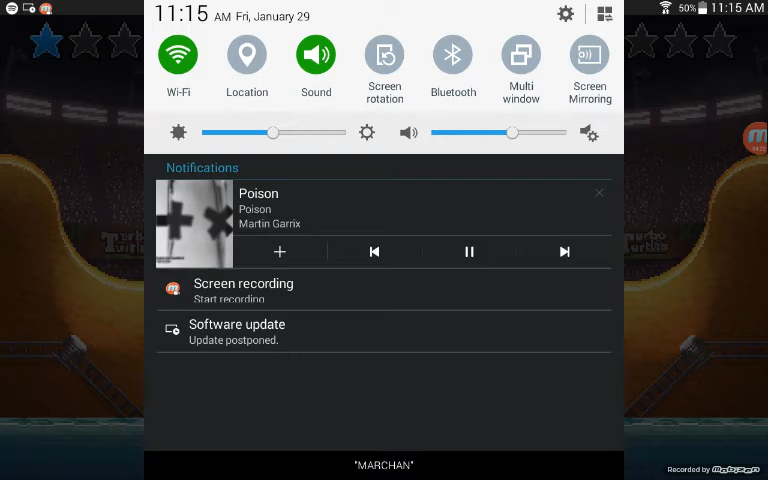 11:15 AM Fri, January 29
50% 11:15 AM
Wi-Fi
Location
Sound
Screen rotation
Bluetooth
Multi window
Screen Mirroring
Notifications
Poison
Poison
Martin Garrix
Screen recording
Start recording
Software update
Update postponed.
"MARCHAN"
Recorded by Mobizen